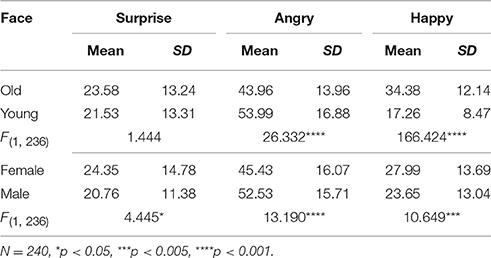 Face Surprise Angry Happy
Mean SD Mean SD Mean SD
Old 23.58 13.24 43.96 13.96 34.38 12.14
Young 21.53 13.31 53.99 16.88 17.26 8.47
F(1, 236) 1.444 26.332**** 166.424****
Female 24.35 14.78 45.43 16.07 27.99 13.69
Male 20.76 11.38 52.53 15.71 23.65 13.04
F(1, 236) 4.445* 13.190**** 10.649***
N = 240, *p < 0.05, ***p < 0.005, ****p < 0.001.